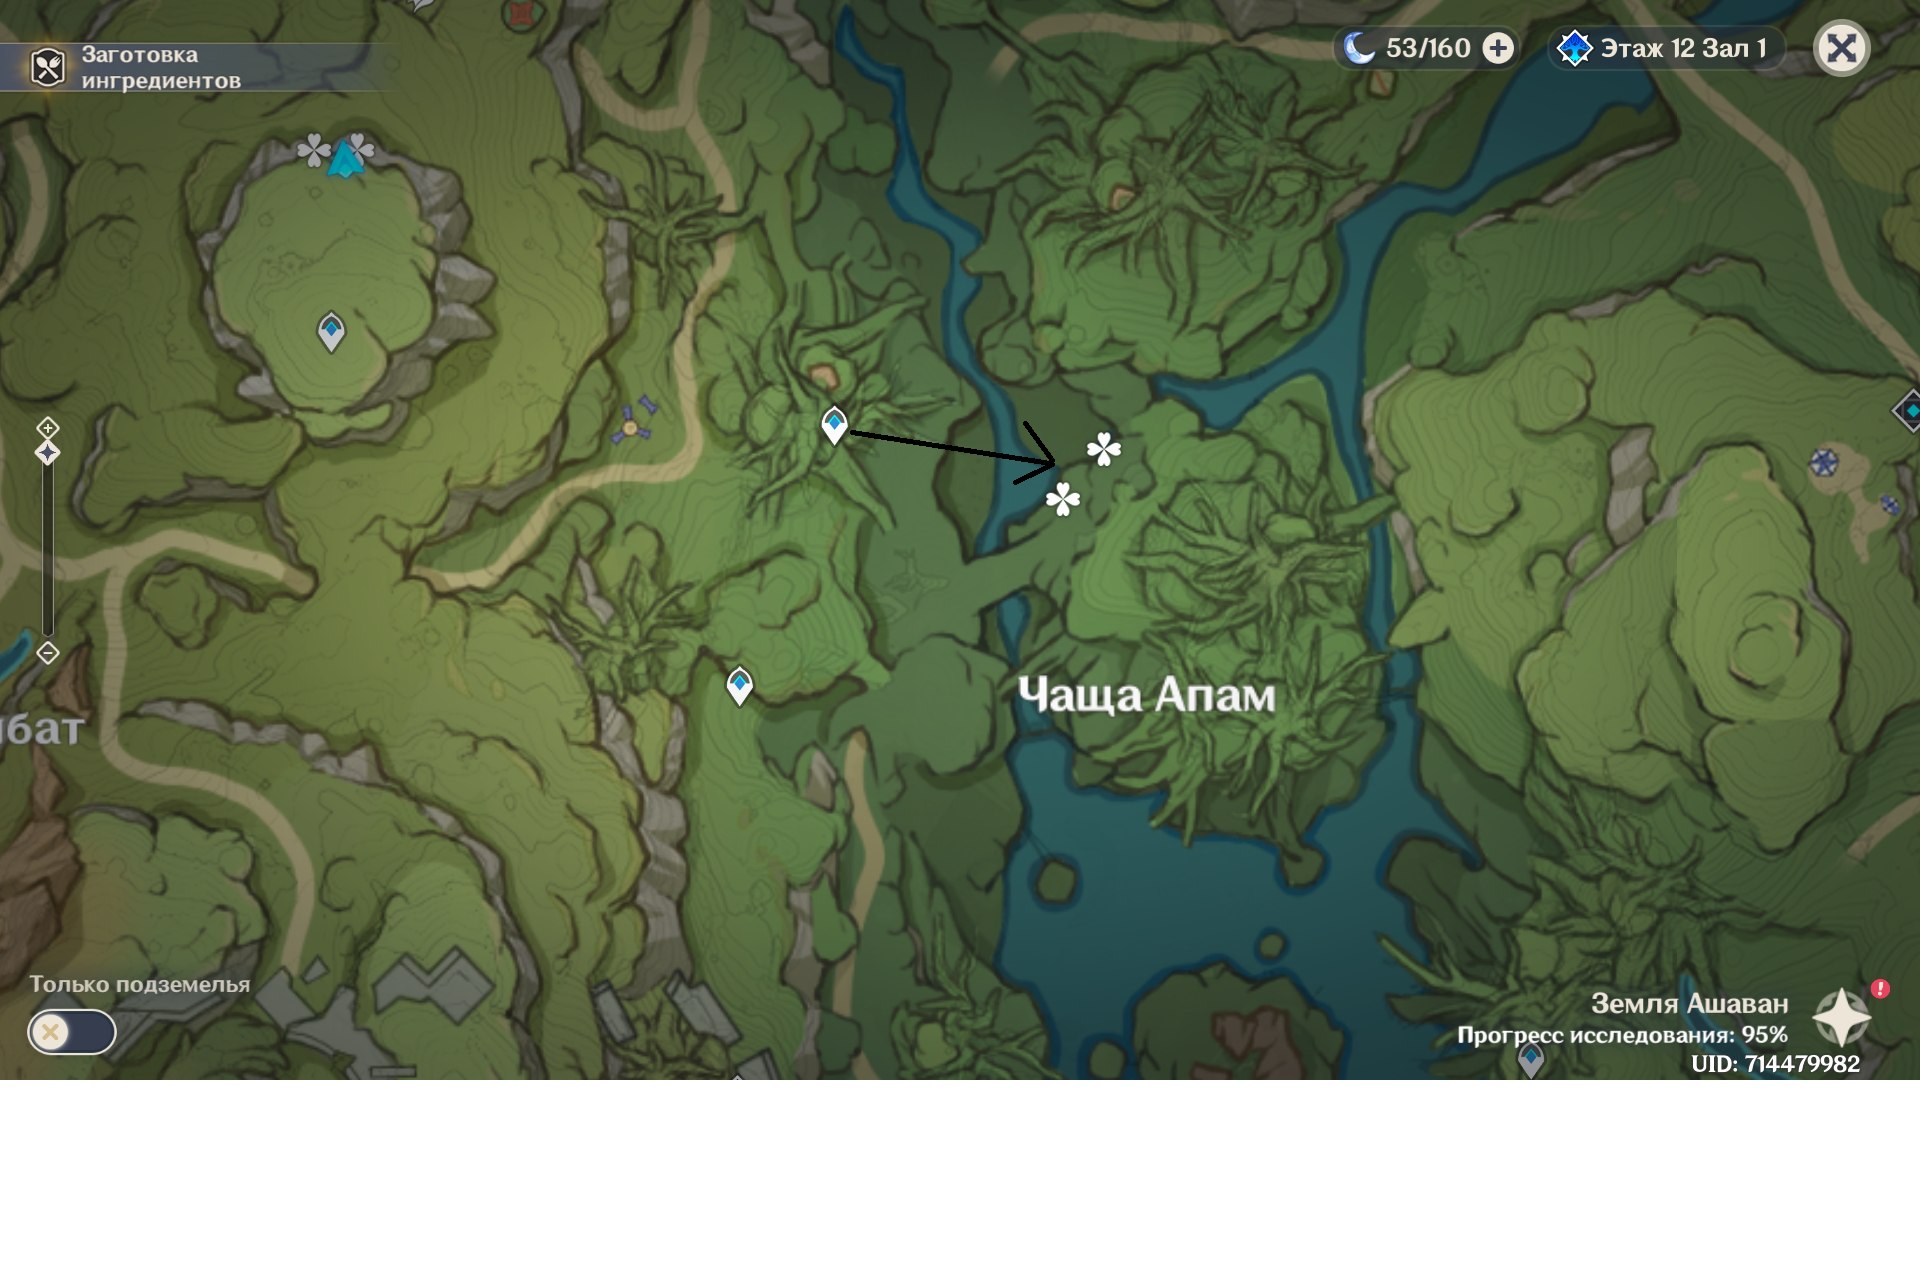 Заготовка
ингредиентов
53/160
Этаж 12 Зал 1
Чаща Апам
бат
Только подземелья
Земля Ашаван
Прогресс исследования: 95%
UID: 714479982